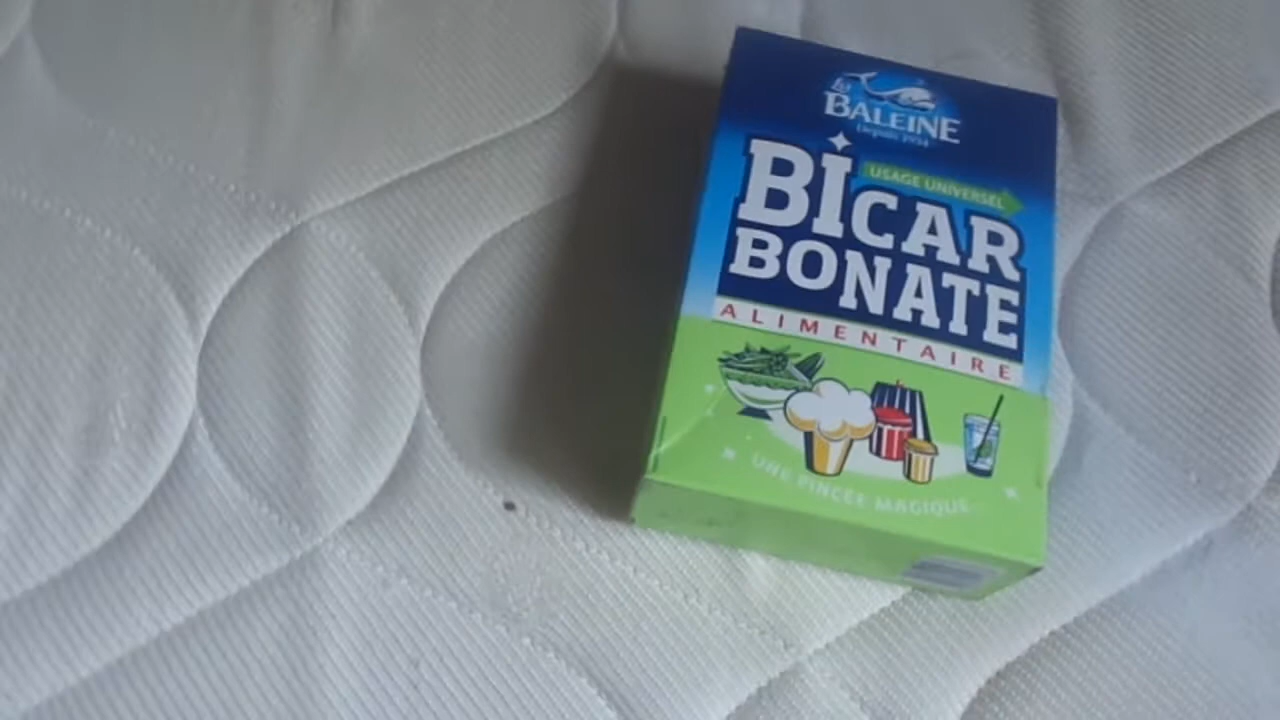 La
BALEINE
Depuis 1934
USAGE UNIVERSEL
BICAR
BONATE
ALIMENTAIRE
UNE PINCÉE MAGIQUE